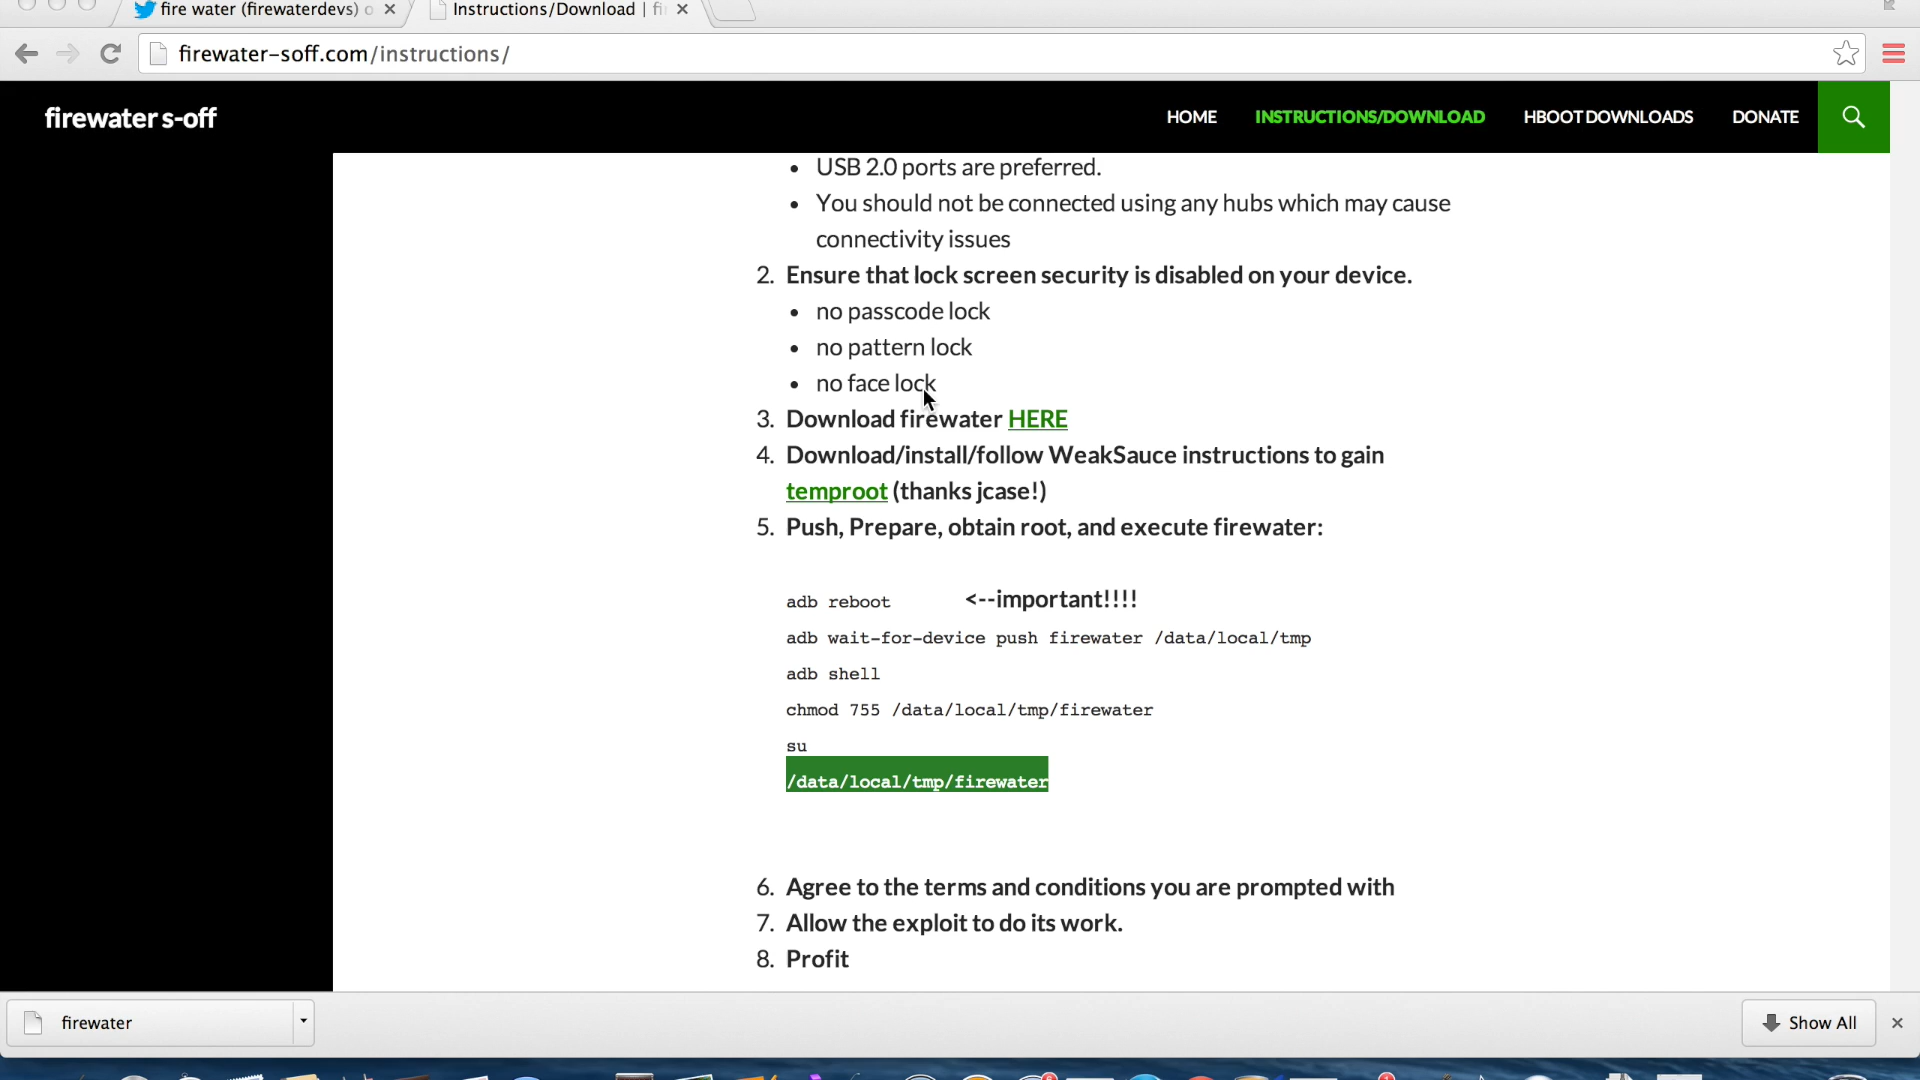 fire water (firewaterdevs) o
Instructions/Download | fi
firewater-soff.com/instructions/
firewater s-off
HOME
INSTRUCTIONS/DOWNLOAD
HBOOT DOWNLOADS
DONATE
• USB 2.0 ports are preferred.
• You should not be connected using any hubs which may cause
connectivity issues
2. Ensure that lock screen security is disabled on your device.
• no passcode lock
• no pattern lock
• no face lock
3. Download firewater HERE
4. Download/install/follow WeakSauce instructions to gain
temproot (thanks jcase!)
5. Push, Prepare, obtain root, and execute firewater:
adb reboot <--important!!!!
adb wait-for-device push firewater /data/local/tmp
adb shell
chmod 755 /data/local/tmp/firewater
su
/data/local/tmp/firewater
6. Agree to the terms and conditions you are prompted with
7. Allow the exploit to do its work.
8. Profit
firewater
Show All